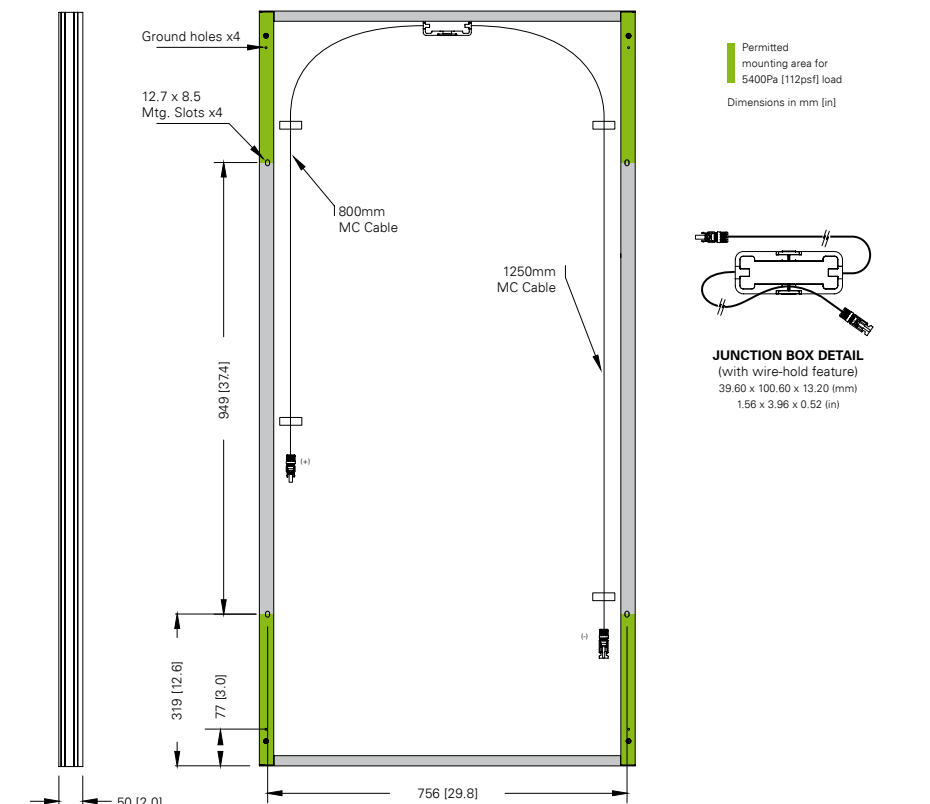 Ground holes x4
12.7 x 8.5
Mtg. Slots x4
800mm
MC Cable
1250mm
MC Cable
949 [37.4]
(+)
(-)
319 [12.6]
77 [3.0]
50 [2.0]
756 [29.8]
Permitted
mounting area for
5400Pa [112psf] load
Dimensions in mm [in]
JUNCTION BOX DETAIL
(with wire-hold feature)
39.60 x 100.60 x 13.20 (mm)
1.56 x 3.96 x 0.52 (in)